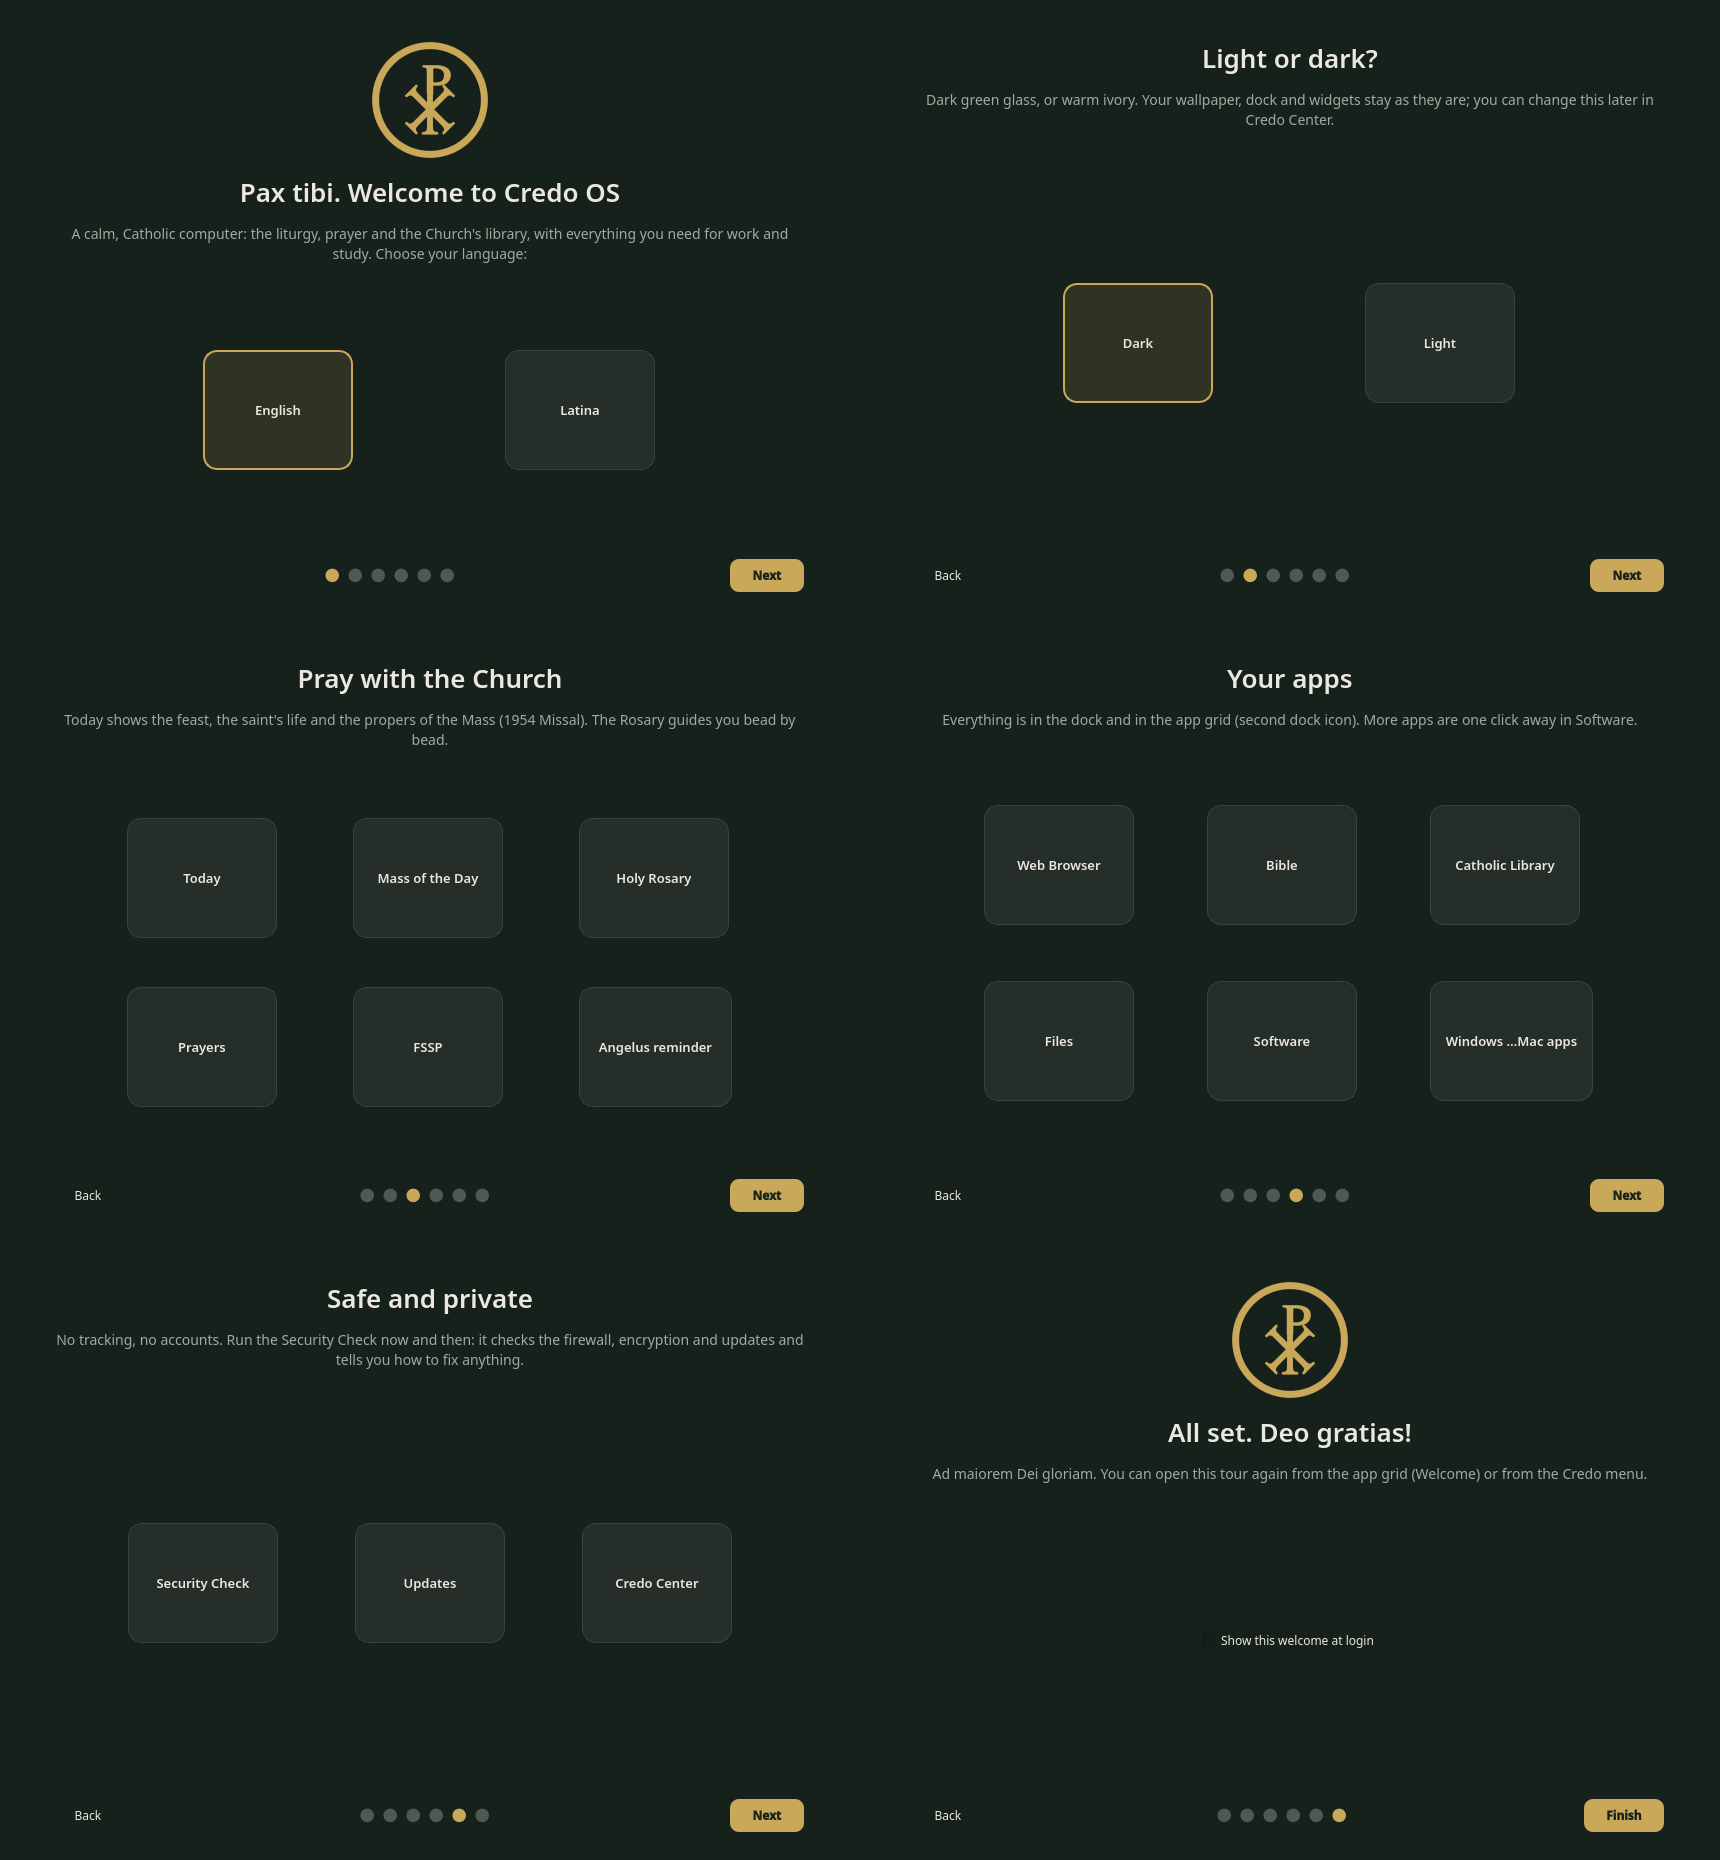 Pax tibi. Welcome to Credo OS
A calm, Catholic computer: the liturgy, prayer and the Church's library, with everything you need for work and
study. Choose your language:
English
Latina
Next
Light or dark?
Dark green glass, or warm ivory. Your wallpaper, dock and widgets stay as they are; you can change this later in
Credo Center.
Dark
Light
Back
Next
Pray with the Church
Today shows the feast, the saint's life and the propers of the Mass (1954 Missal). The Rosary guides you bead by
bead.
Today
Mass of the Day
Holy Rosary
Prayers
FSSP
Angelus reminder
Back
Next
Your apps
Everything is in the dock and in the app grid (second dock icon). More apps are one click away in Software.
Web Browser
Bible
Catholic Library
Files
Software
Windows ...Mac apps
Back
Next
Safe and private
No tracking, no accounts. Run the Security Check now and then: it checks the firewall, encryption and updates and
tells you how to fix anything.
Security Check
Updates
Credo Center
Back
Next
All set. Deo gratias!
Ad maiorem Dei gloriam. You can open this tour again from the app grid (Welcome) or from the Credo menu.
Show this welcome at login
Back
Finish